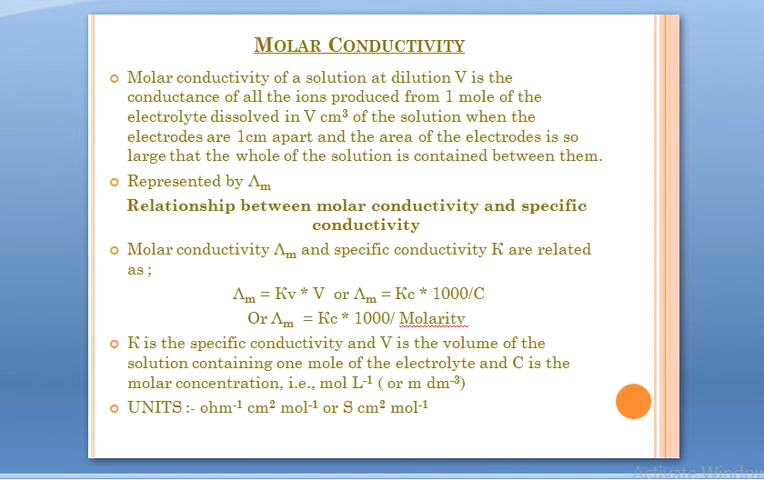 MOLAR CONDUCTIVITY
Molar conductivity of a solution at dilution V is the
conductance of all the ions produced from 1 mole of the
electrolyte dissolved in V cm³ of the solution when the
electrodes are 1cm apart and the area of the electrodes is so
large that the whole of the solution is contained between them.
Represented by Λₘ
Relationship between molar conductivity and specific
conductivity
Molar conductivity Λₘ and specific conductivity K are related
as ;
Λₘ = Kv * V or Λₘ = Kc * 1000/C
Or Λₘ = Kc * 1000/ Molarity
K is the specific conductivity and V is the volume of the
solution containing one mole of the electrolyte and C is the
molar concentration, i.e., mol L⁻¹ ( or m dm⁻³)
UNITS :- ohm⁻¹ cm² mol⁻¹ or S cm² mol⁻¹
Activate Window